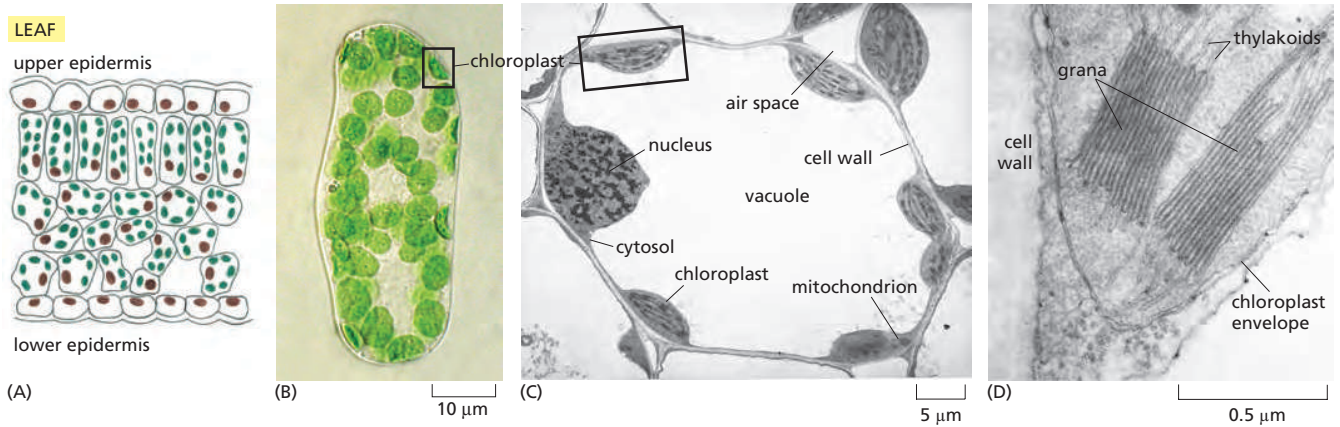 LEAF
upper epidermis
lower epidermis
(A)
chloroplast
(B)
10 μm
air space
nucleus
cell wall
vacuole
cytosol
chloroplast
mitochondrion
(C)
5 μm
thylakoids
grana
cell
wall
chloroplast
envelope
(D)
0.5 μm